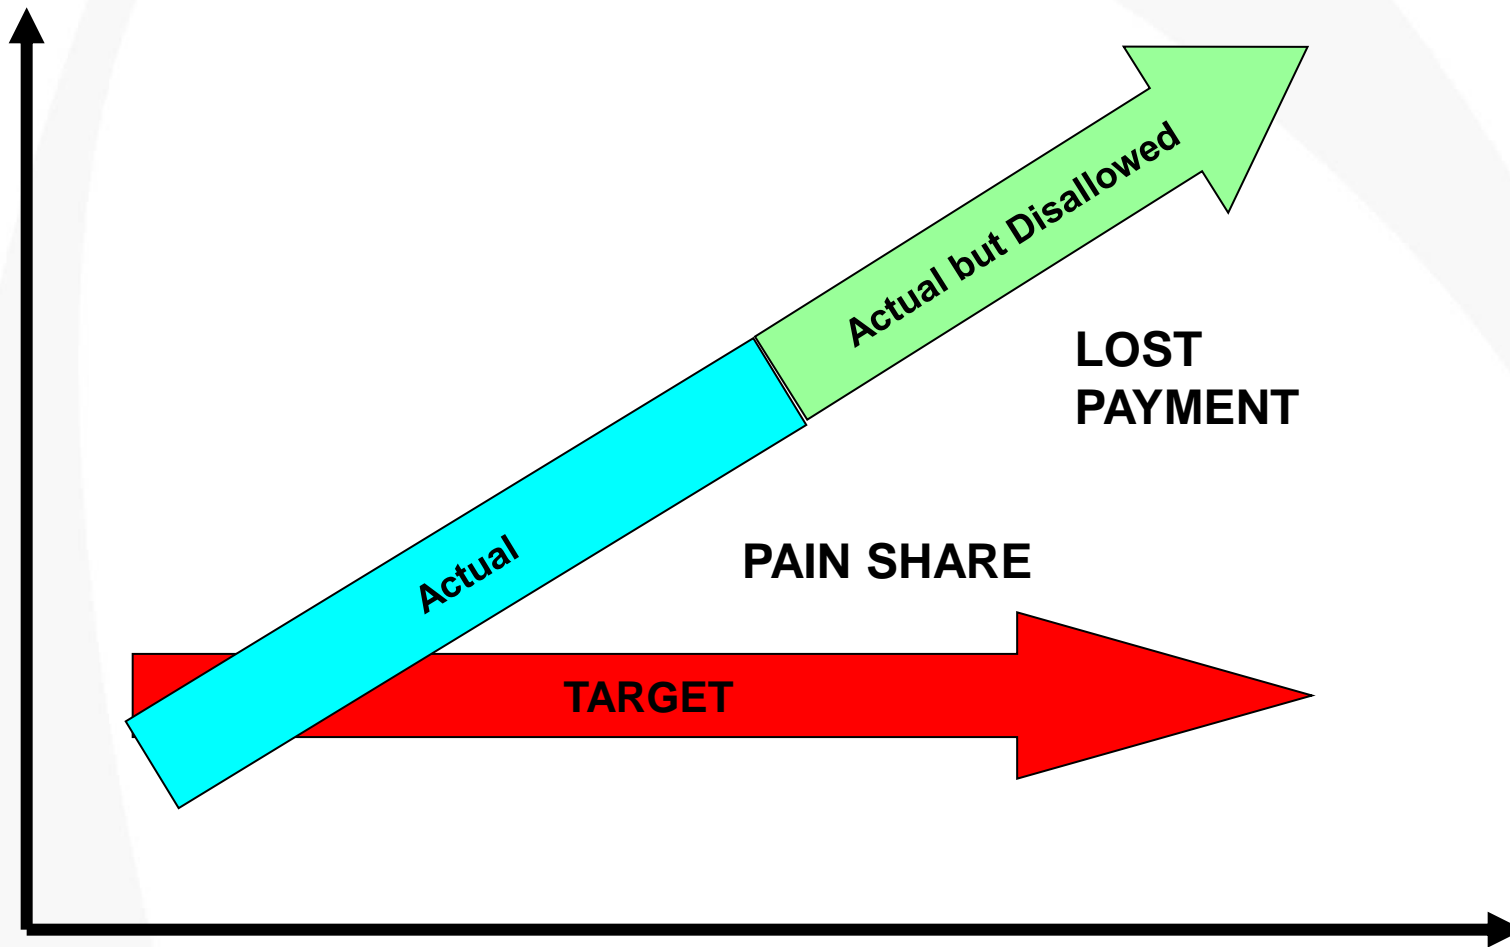 Actual but Disallowed
LOST
PAYMENT
Actual
PAIN SHARE
TARGET